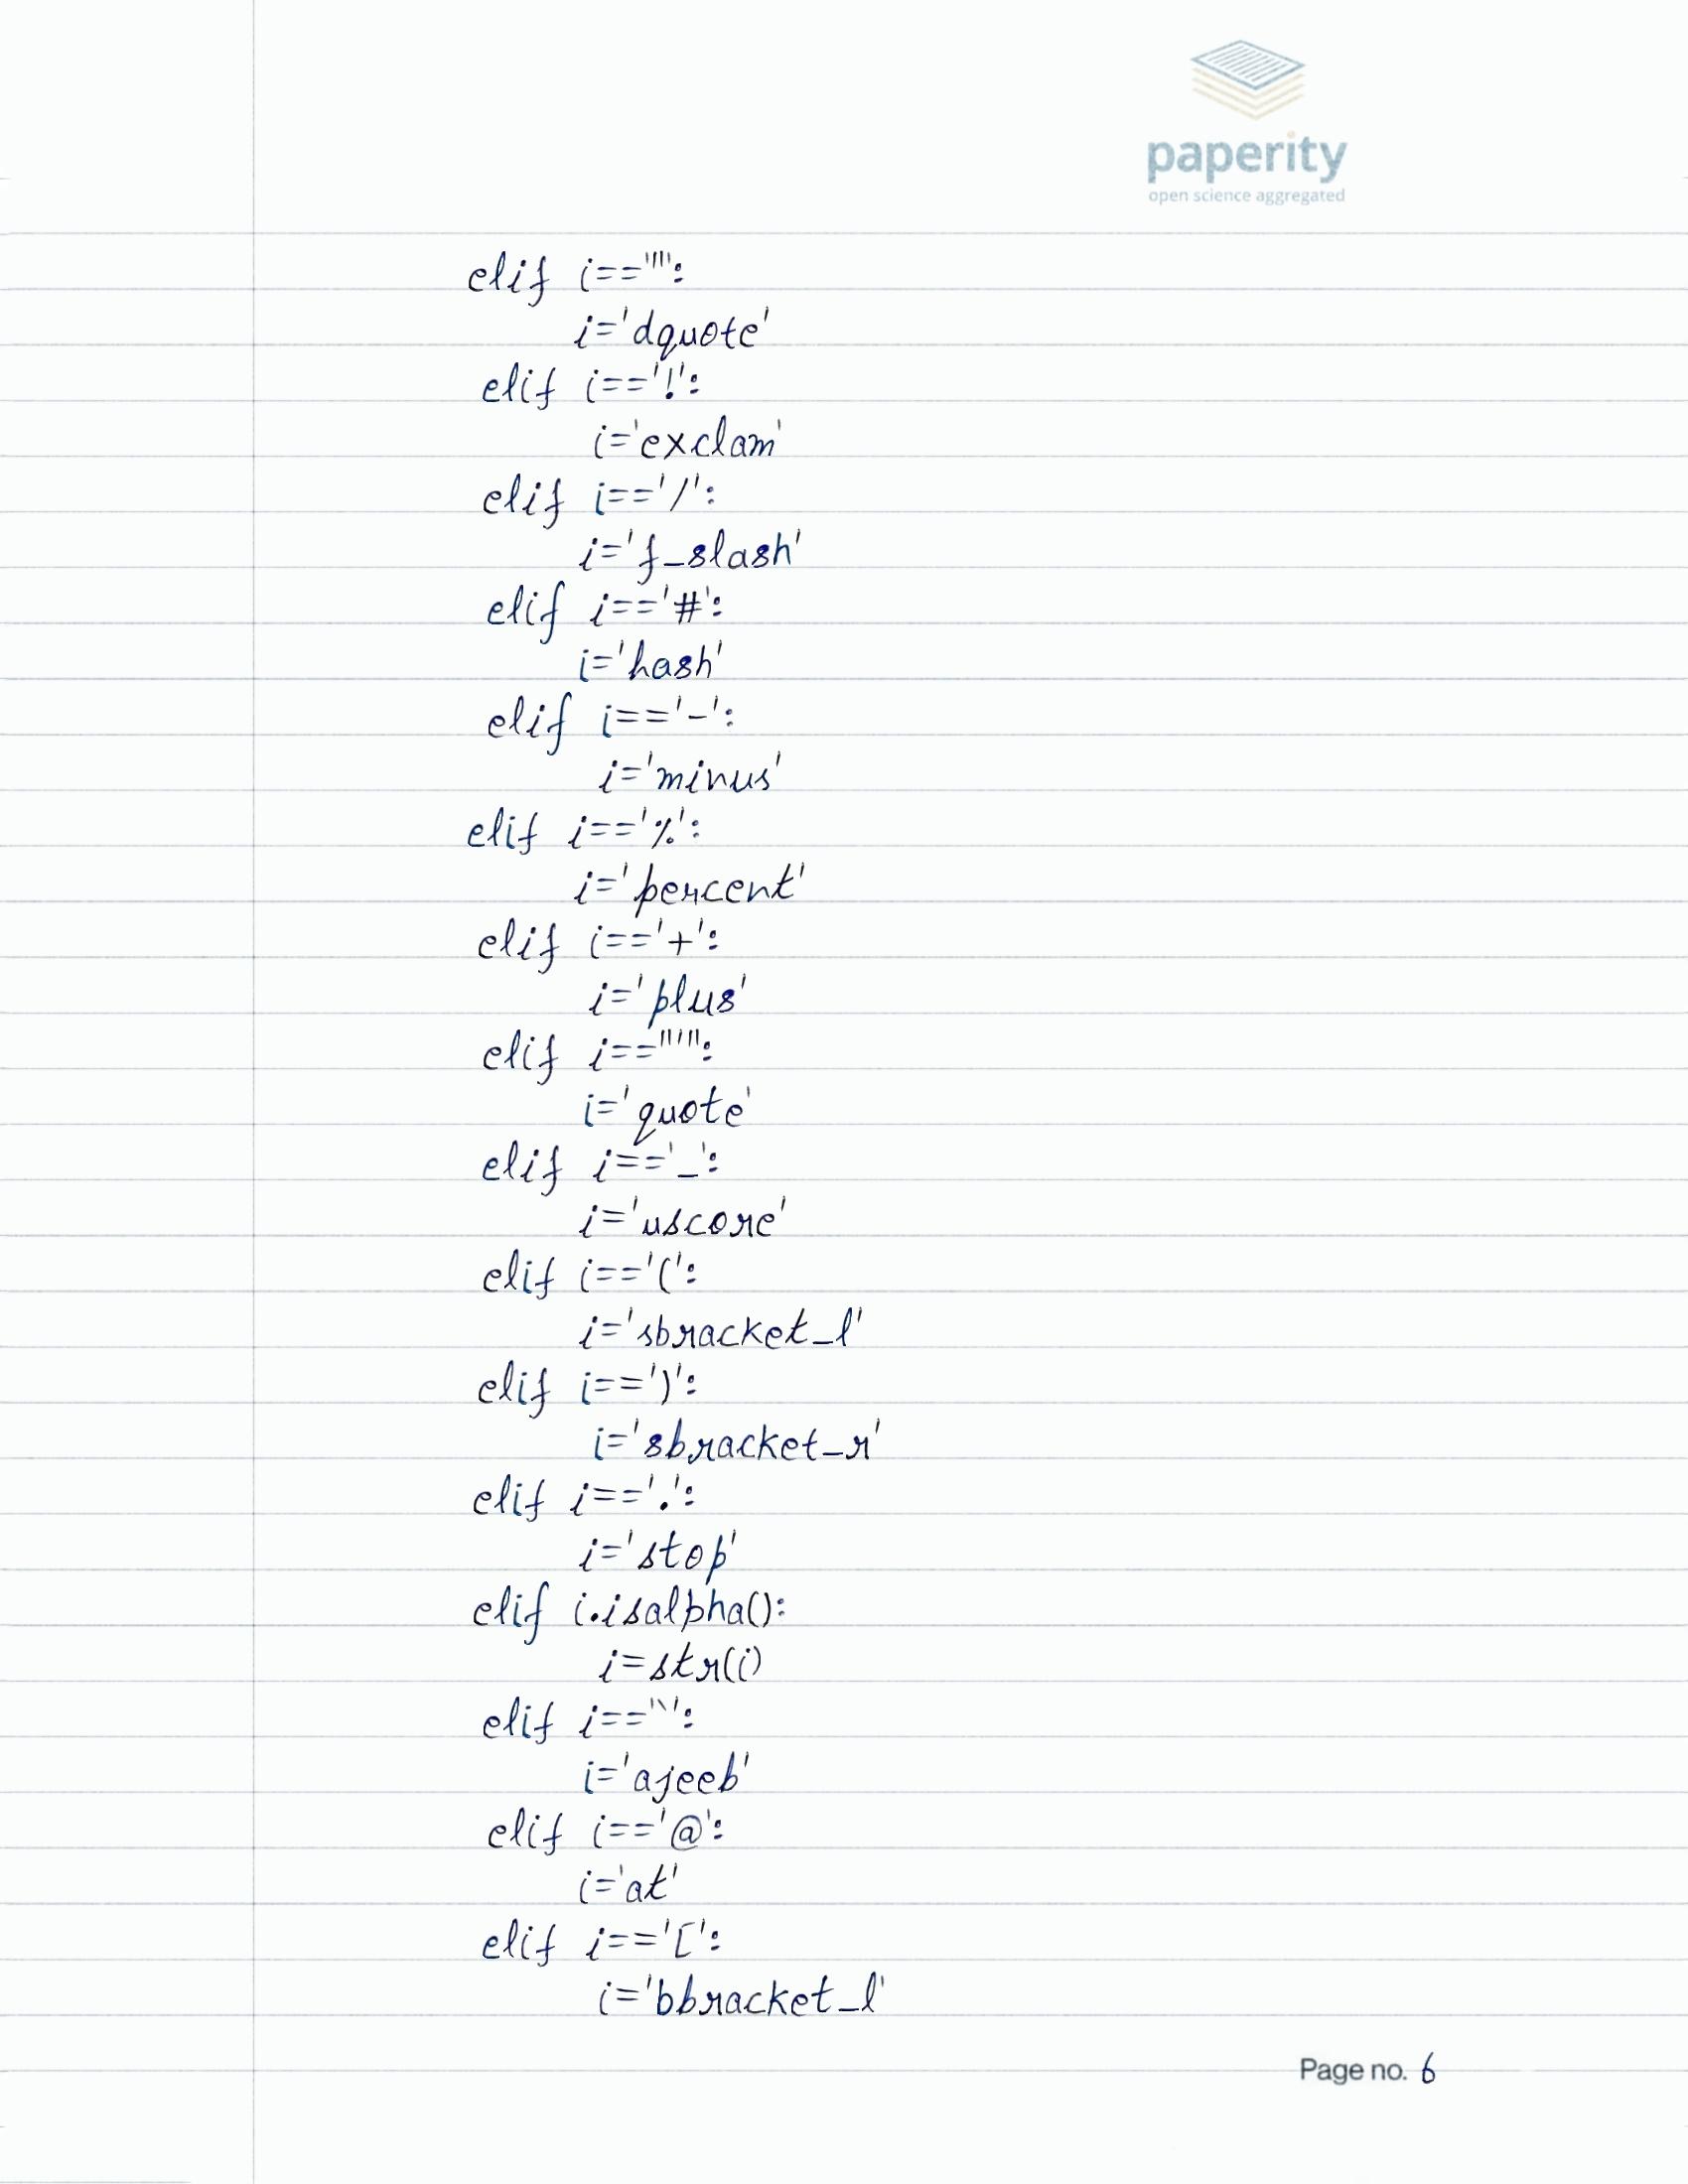 paperity
open science aggregated
elif i=='"':
i='dquote'
elif i=='!':
i='exclam'
elif i=='/':
i='f_slash'
elif i=='#':
i='hash'
elif i=='-':
i='minus'
elif i=='%':
i='percent'
elif i=='+':
i='plus'
elif i=="'":
i='quote'
elif i=='_':
i='uscore'
elif i=='(':
i='sbracket_l'
elif i==')':
i='sbracket_r'
elif i=='.':
i='stop'
elif i.isalpha():
i=str(i)
elif i=='`':
i='ajeeb'
elif i=='@':
i='at'
elif i=='[':
i='bbracket_l'
Page no. 6